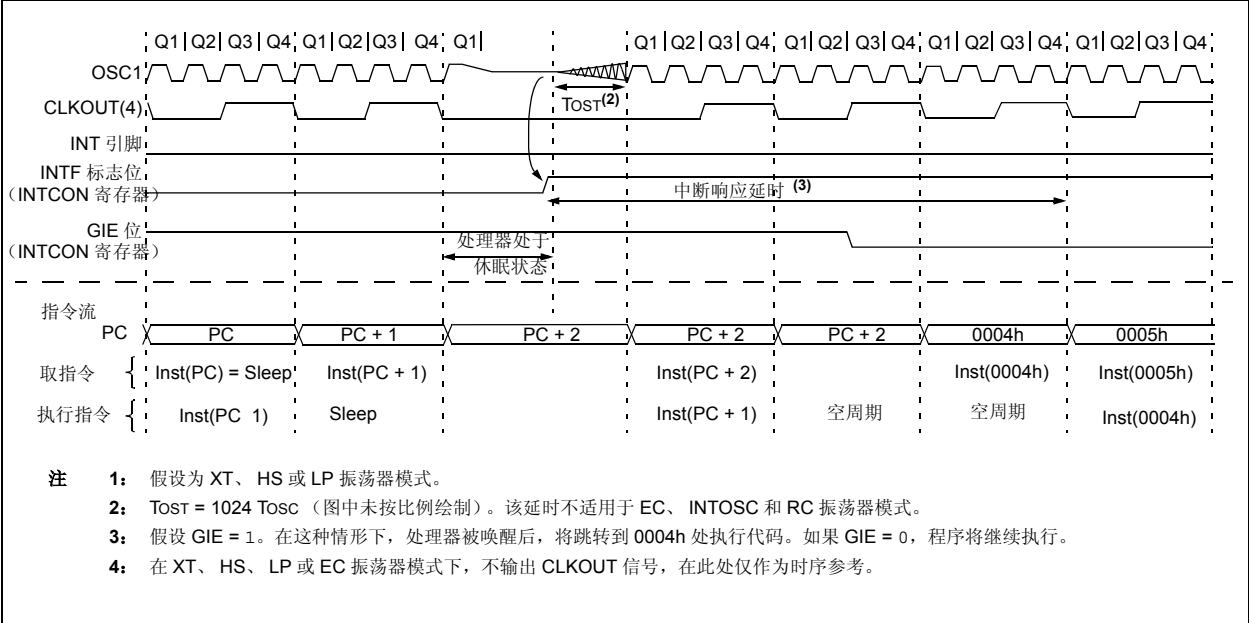 Q1 Q2 Q3 Q4 Q1 Q2 Q3 Q4 Q1 Q1 Q2 Q3 Q4 Q1 Q2 Q3 Q4 Q1 Q2 Q3 Q4 Q1 Q2 Q3 Q4
OSC1
TOST(2)
CLKOUT(4)
INT 引脚
INTF 标志位
(INTCON 寄存器)
中断响应延时 (3)
GIE 位
(INTCON 寄存器)
处理器处于
休眠状态
指令流
PC PC PC + 1 PC + 2 PC + 2 PC + 2 0004h 0005h
取指令 { Inst(PC) = Sleep Inst(PC + 1) Inst(PC + 2) Inst(0004h) Inst(0005h)
执行指令 { Inst(PC 1) Sleep Inst(PC + 1) 空周期 空周期 Inst(0004h)
注 1: 假设为 XT、 HS 或 LP 振荡器模式。
2: TOST = 1024 TOSC (图中未按比例绘制)。该延时不适用于 EC、 INTOSC 和 RC 振荡器模式。
3: 假设 GIE = 1。在这种情形下，处理器被唤醒后，将跳转到 0004h 处执行代码。如果 GIE = 0，程序将继续执行。
4: 在 XT、 HS、 LP 或 EC 振荡器模式下，不输出 CLKOUT 信号，在此处仅作为时序参考。